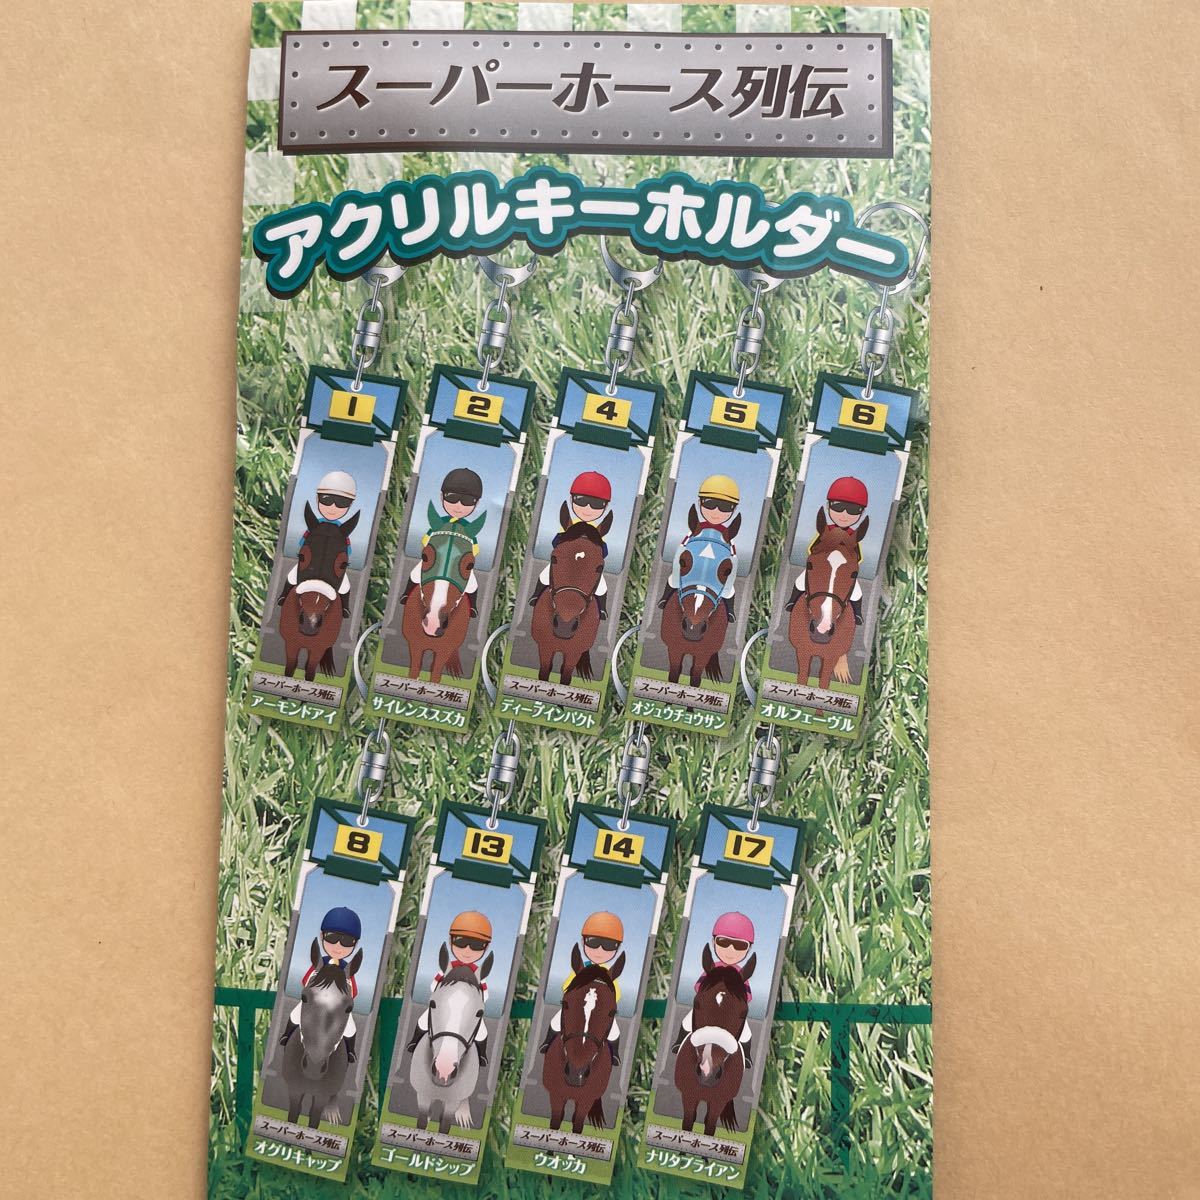 スーパーホース列伝
アクリルキーホルダー
1
2
4
5
6
スーパーホース列伝
アーモンドアイ
スーパーホース列伝
サイレンススズカ
スーパーホース列伝
ディープインパクト
スーパーホース列伝
オジュウチョウサン
スーパーホース列伝
オルフェーヴル
8
13
14
17
スーパーホース列伝
オグリキャップ
スーパーホース列伝
ゴールドシップ
スーパーホース列伝
ウオッカ
スーパーホース列伝
ナリタブライアン